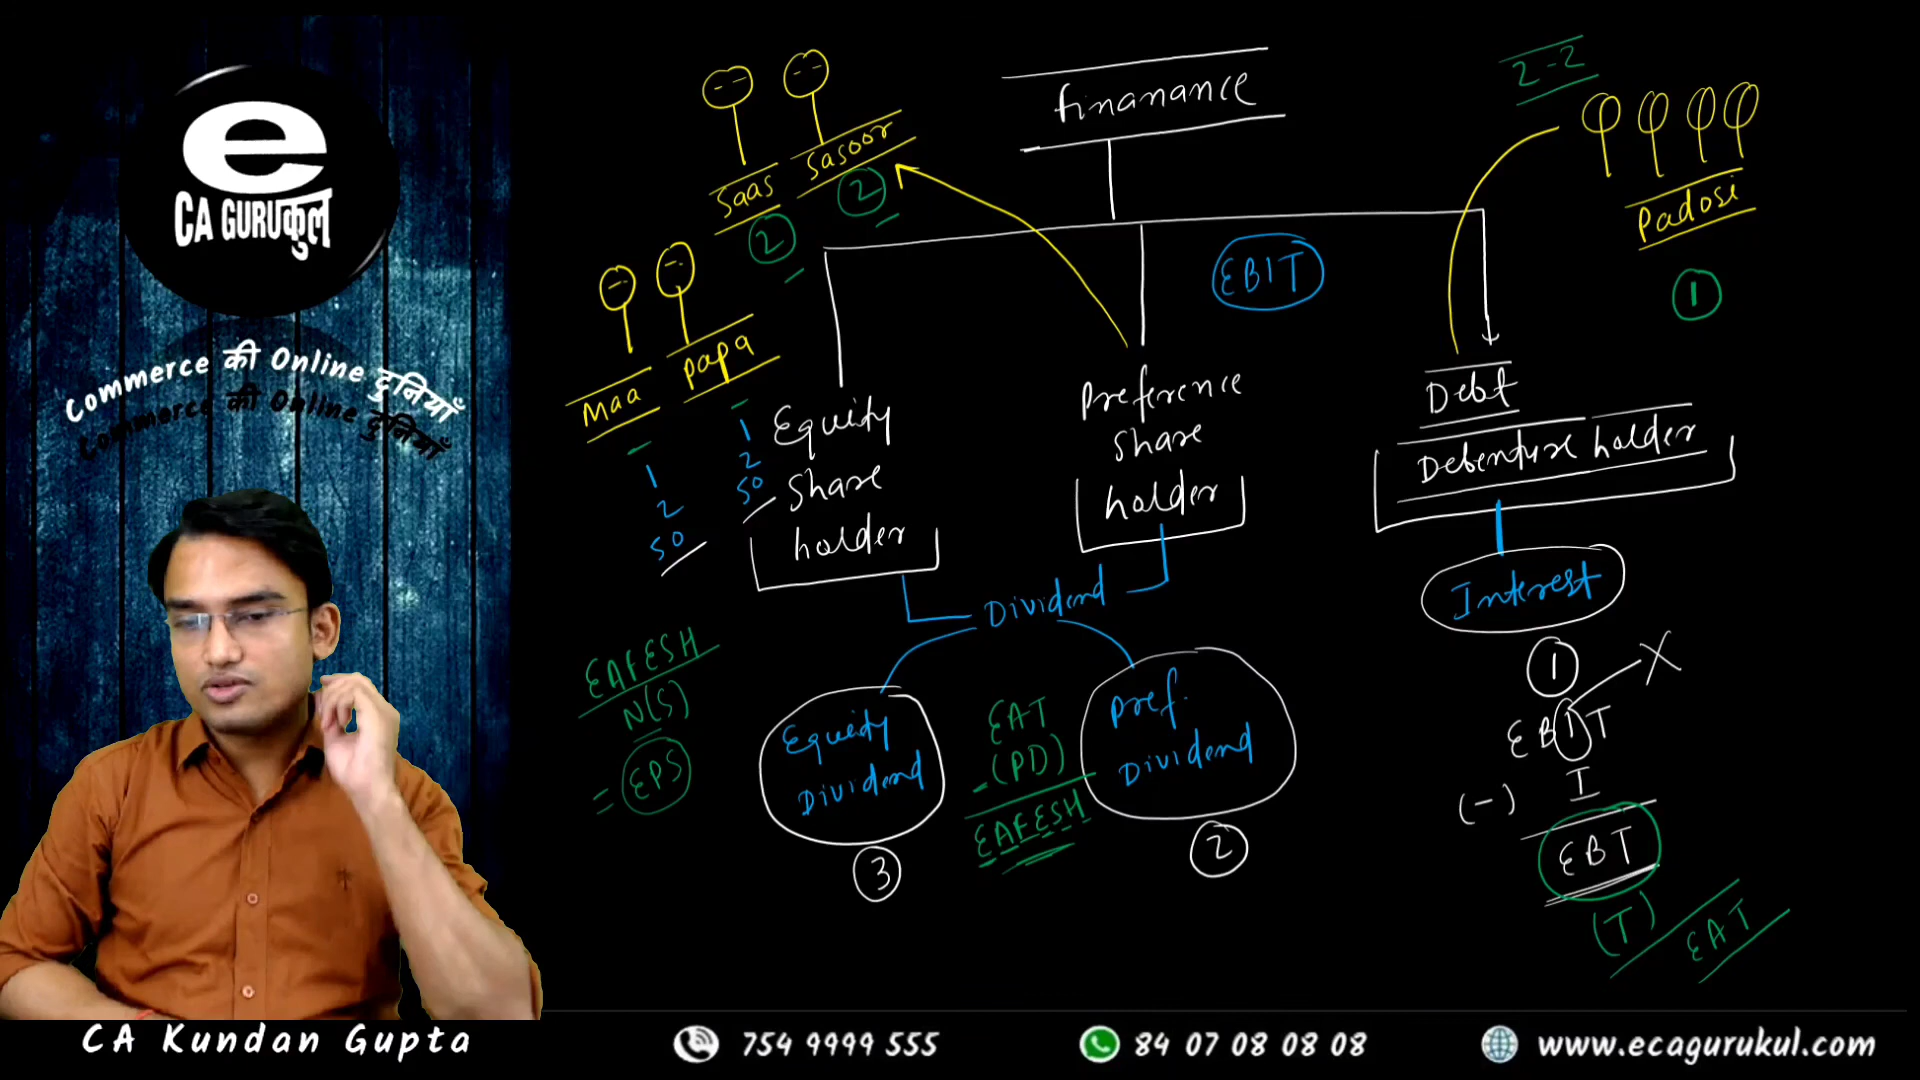 e
CA GURUकुल
Commerce की Online दुनियाँ
Commerce की Online दुनियाँ
finanance
2-2
Saas
Sasoor
2
2
Padosi
1
EBIT
Maa
papa
1
2
50
1
2
50
Equity
Share
holder
Preference
Share
holder
Debt
Debenture holder
Dividend
Interest
1
X
EBIT
(-) I
EBT
(T)
EAT
EAFESH
N(S)
= EPS
Equity
Dividend
3
EAT
-(PD)
EAFESH
Pref.
Dividend
2
CA Kundan Gupta
754 9999 555
84 07 08 08 08
www.ecagurukul.com